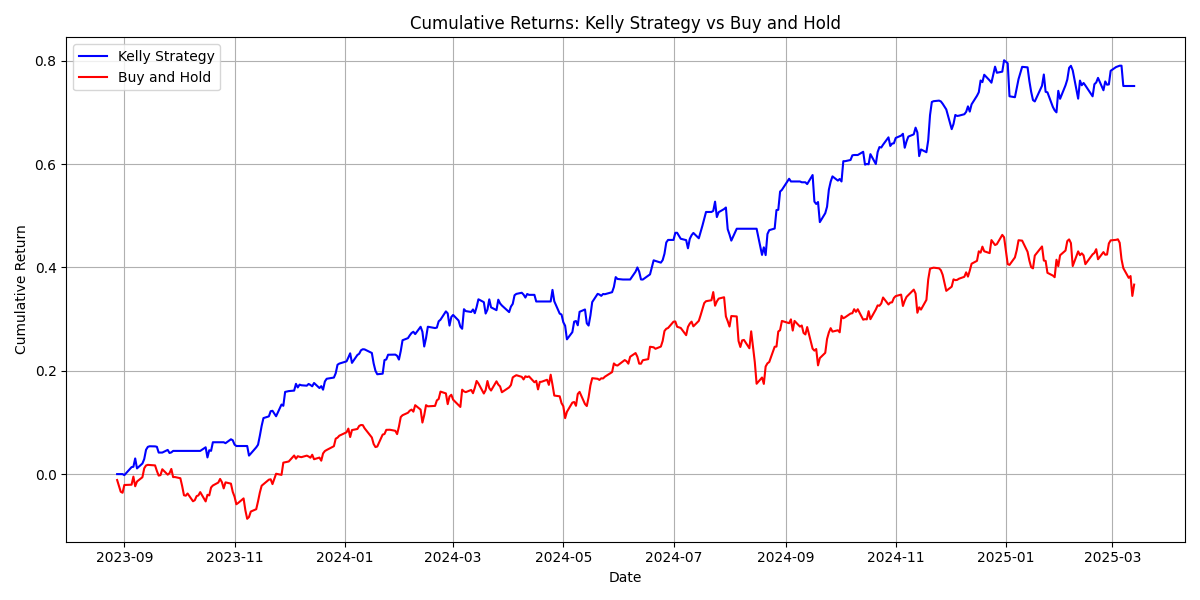 Cumulative Returns: Kelly Strategy vs Buy and Hold
Kelly Strategy
Buy and Hold
Cumulative Return
0.8
0.6
0.4
0.2
0.0
2023-09 2023-11 2024-01 2024-03 2024-05 2024-07 2024-09 2024-11 2025-01 2025-03
Date